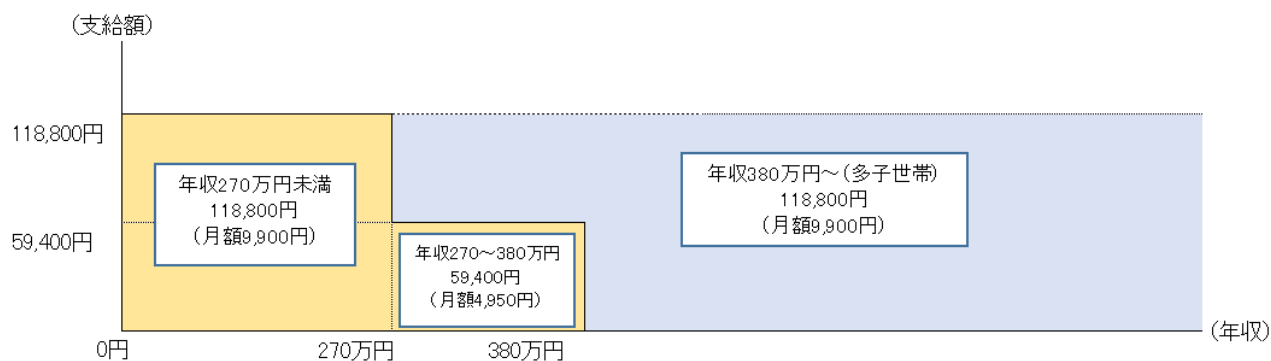 (支給額)
118,800円
59,400円
年収270万円未満
118,800円
(月額9,900円)
年収270～380万円
59,400円
(月額4,950円)
年収380万円～(多子世帯)
118,800円
(月額9,900円)
0円
270万円
380万円
(年収)